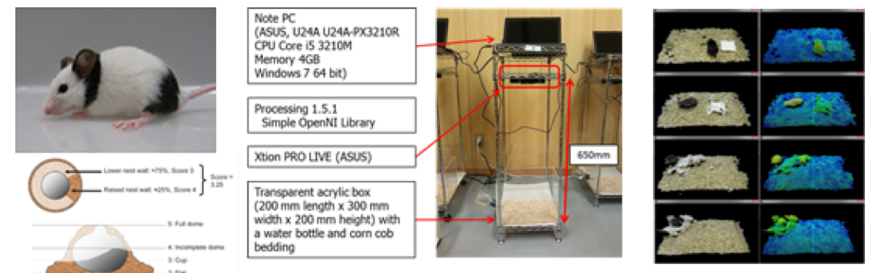 Lower nest wall: ≈75%, Score 3
Raised nest wall: ≈25%, Score 4
Score =
3.25
5: Full dome
4: Incomplete dome
3: Cup
2: Flat
Note PC
(ASUS, U24A U24A-PX3210R
CPU Core i5 3210M
Memory 4GB
Windows 7 64 bit)
Processing 1.5.1
Simple OpenNI Library
Xtion PRO LIVE (ASUS)
Transparent acrylic box
(200 mm length x 300 mm
width x 200 mm height) with
a water bottle and corn cob
bedding
650mm